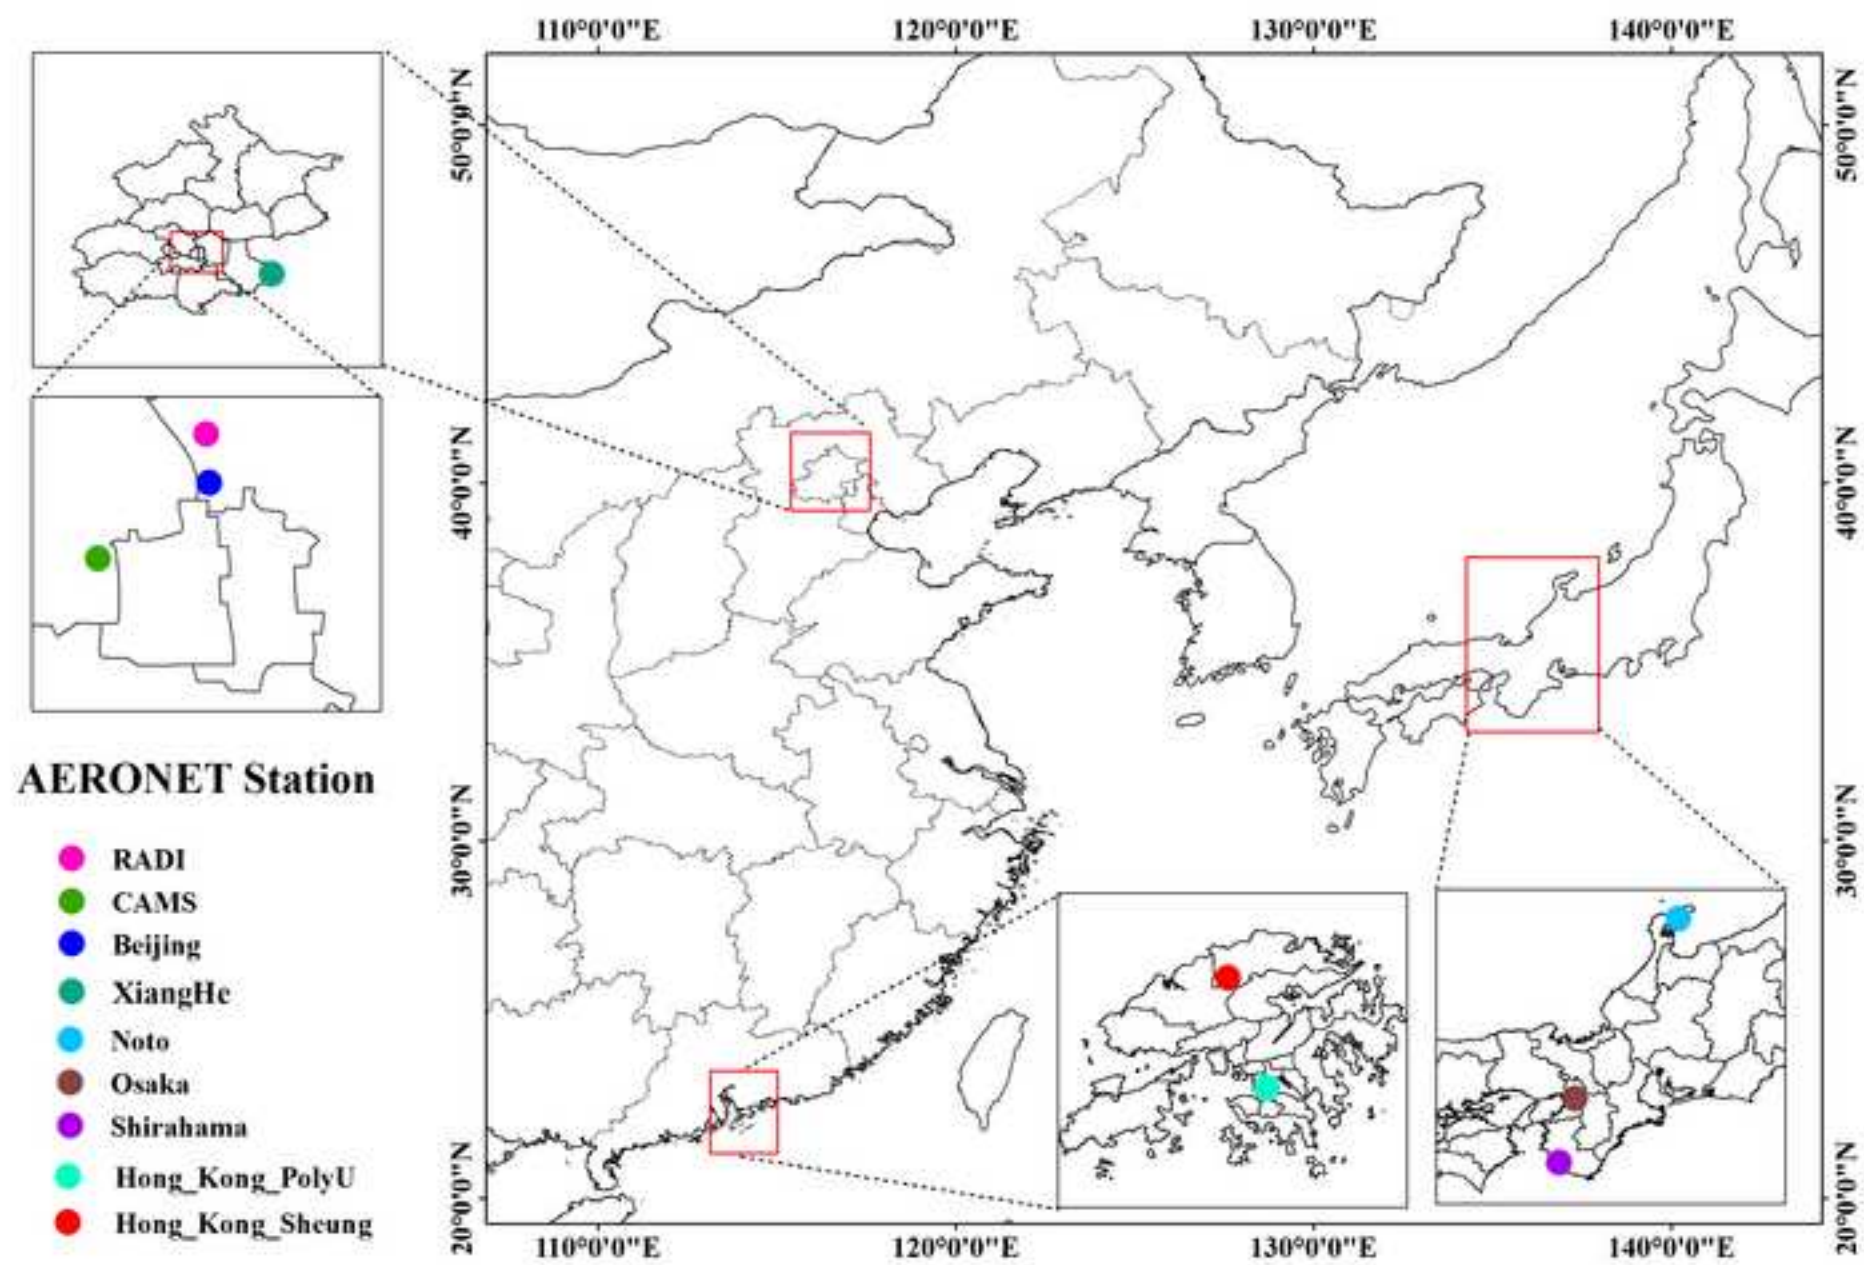 110°0'0"E 120°0'0"E 130°0'0"E 140°0'0"E
50°0'0"N 50°0'0"N
40°0'0"N 40°0'0"N
AERONET Station
30°0'0"N 30°0'0"N
RADI
CAMS
Beijing
XiangHe
Noto
Osaka
Shirahama
Hong_Kong_PolyU
Hong_Kong_Sheung
20°0'0"N 20°0'0"N
110°0'0"E 120°0'0"E 130°0'0"E 140°0'0"E